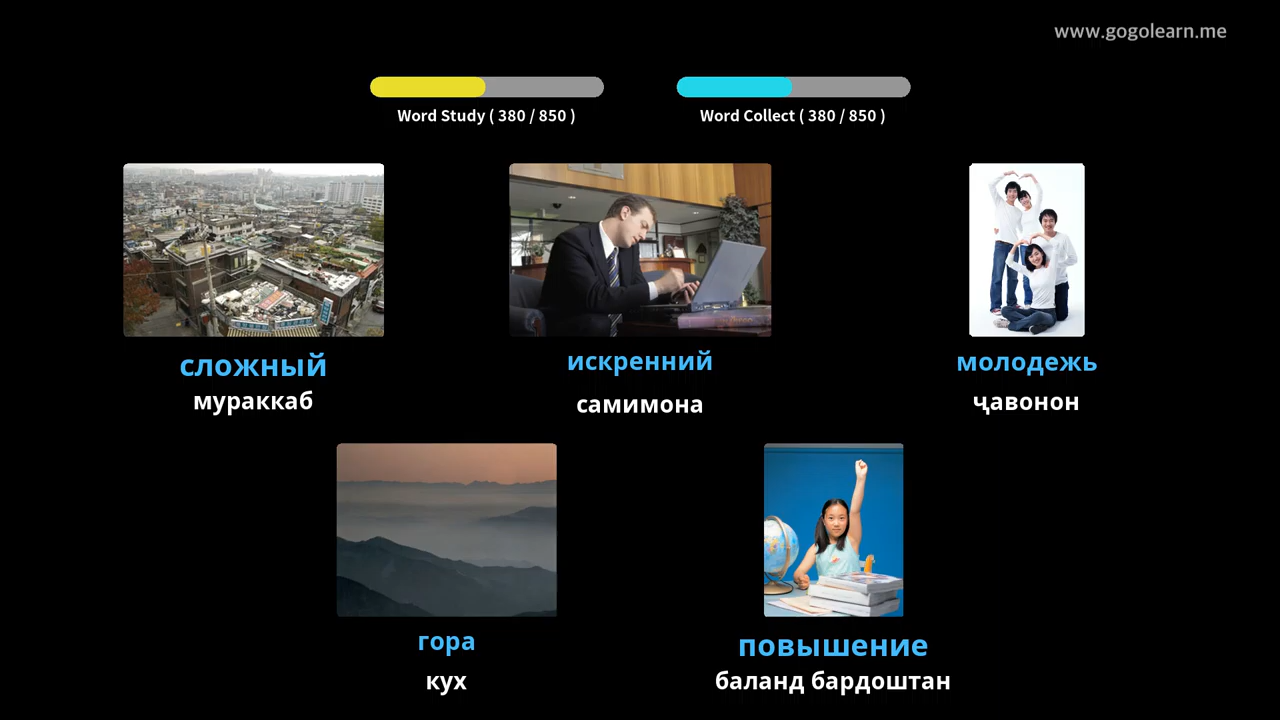 www.gogolearn.me
Word Study ( 380 / 850 )
Word Collect ( 380 / 850 )
сложный
мураккаб
искренний
самимона
молодежь
ҷавонон
гора
кух
повышение
баланд бардоштан